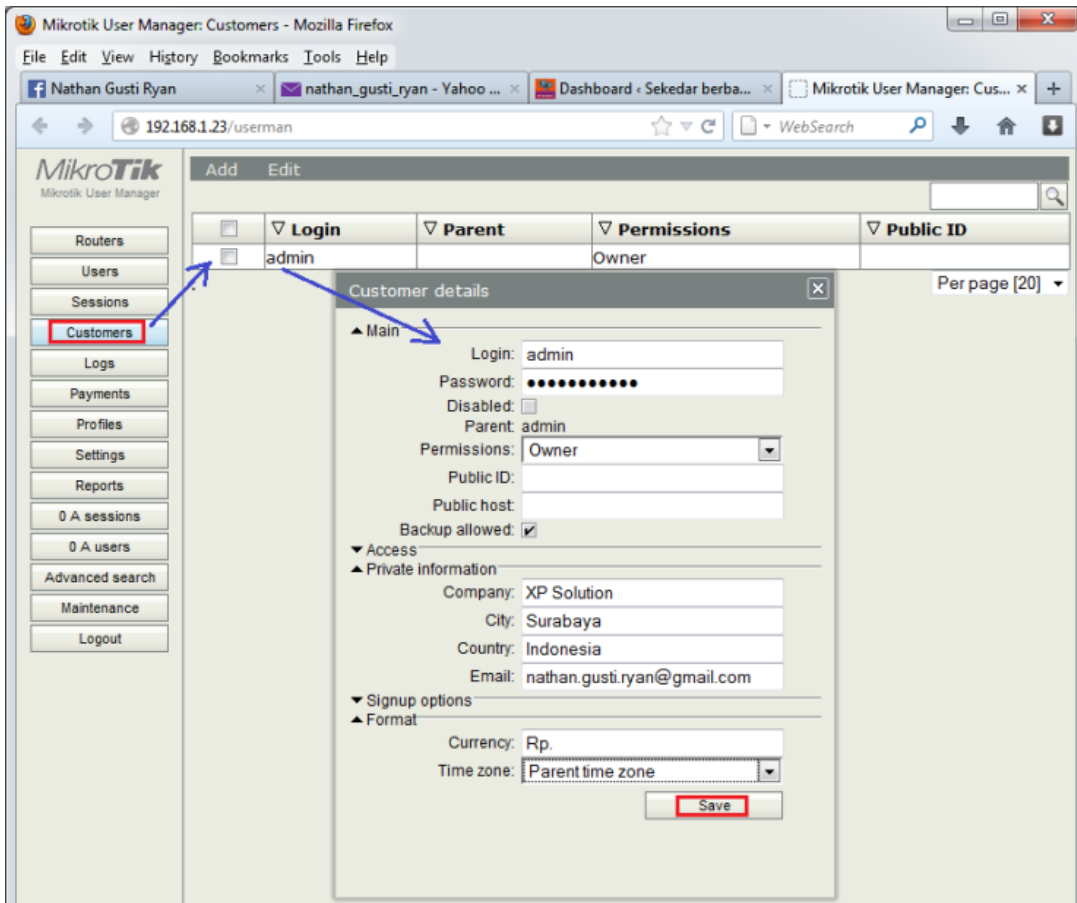 Mikrotik User Manager: Customers - Mozilla Firefox
File Edit View History Bookmarks Tools Help
Nathan Gusti Ryan
nathan_gusti_ryan - Yahoo ...
Dashboard ‹ Sekedar berba...
Mikrotik User Manager: Cus...
192.168.1.23/userman
WebSearch
MikroTik
Mikrotik User Manager
Add Edit
Login Parent Permissions Public ID
admin Owner
Per page [20]
Routers
Users
Sessions
Customers
Logs
Payments
Profiles
Settings
Reports
0 A sessions
0 A users
Advanced search
Maintenance
Logout
Customer details
Main
Login: admin
Password: •••••••••••
Disabled:
Parent: admin
Permissions: Owner
Public ID:
Public host:
Backup allowed:
Access
Private information
Company: XP Solution
City: Surabaya
Country: Indonesia
Email: nathan.gusti.ryan@gmail.com
Signup options
Format
Currency: Rp.
Time zone: Parent time zone
Save